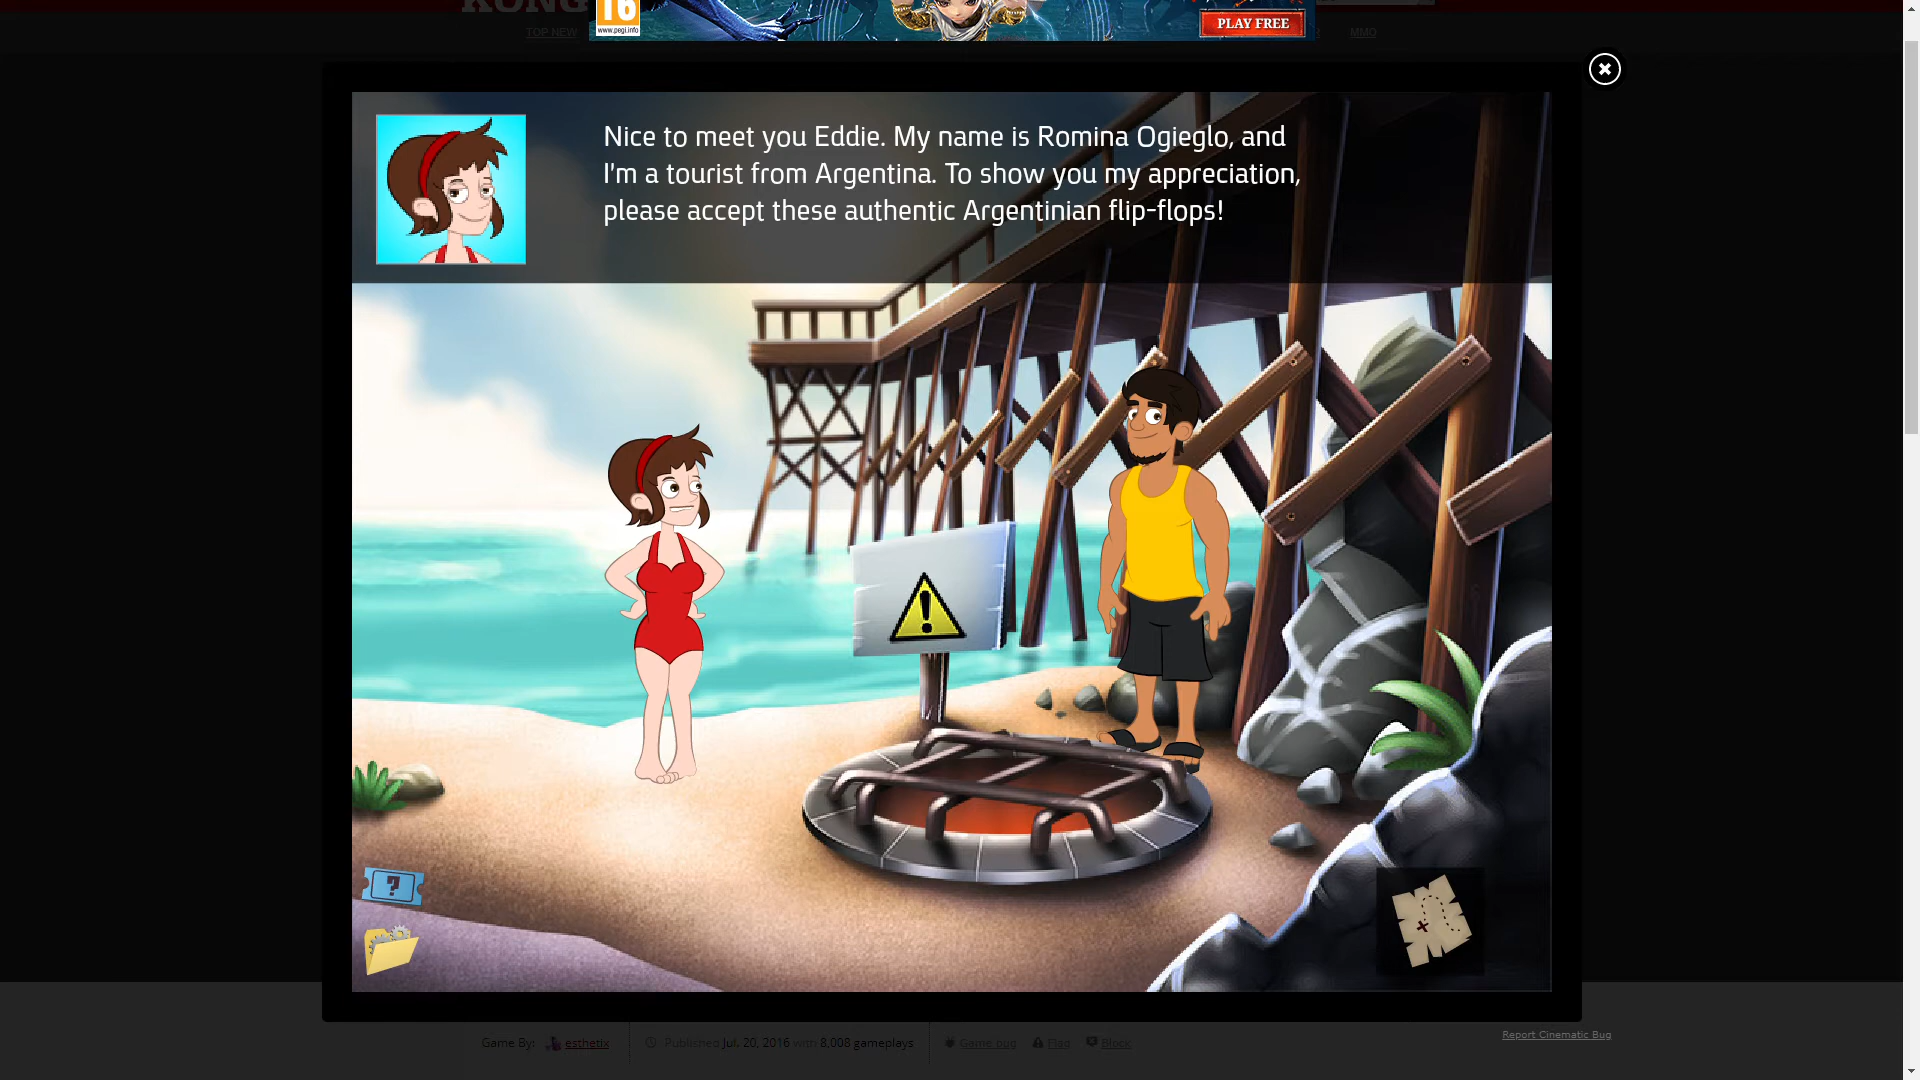 KONG
16
www.pegi.info
PLAY FREE
TOP NEW
MMO
Nice to meet you Eddie. My name is Romina Ogieglo, and
I'm a tourist from Argentina. To show you my appreciation,
please accept these authentic Argentinian flip-flops!
!
?
Report Cinematic Bug
Game By: esthetix Published Jul. 20, 2016 with 8,008 gameplays Game bug Flag Block